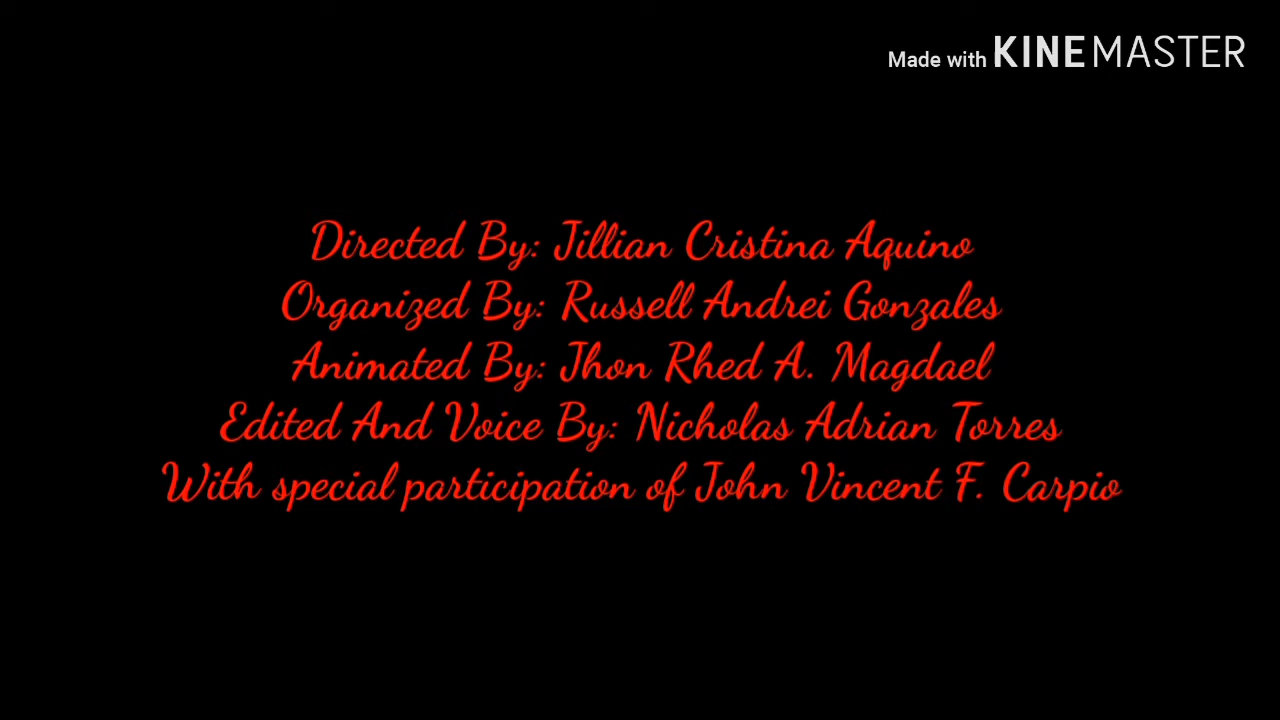 Made with KINEMASTER
Directed By: Jillian Cristina Aquino
Organized By: Russell Andrei Gonzales
Animated By: Jhon Rhed A. Magdael
Edited And Voice By: Nicholas Adrian Torres
With special participation of John Vincent F. Carpio